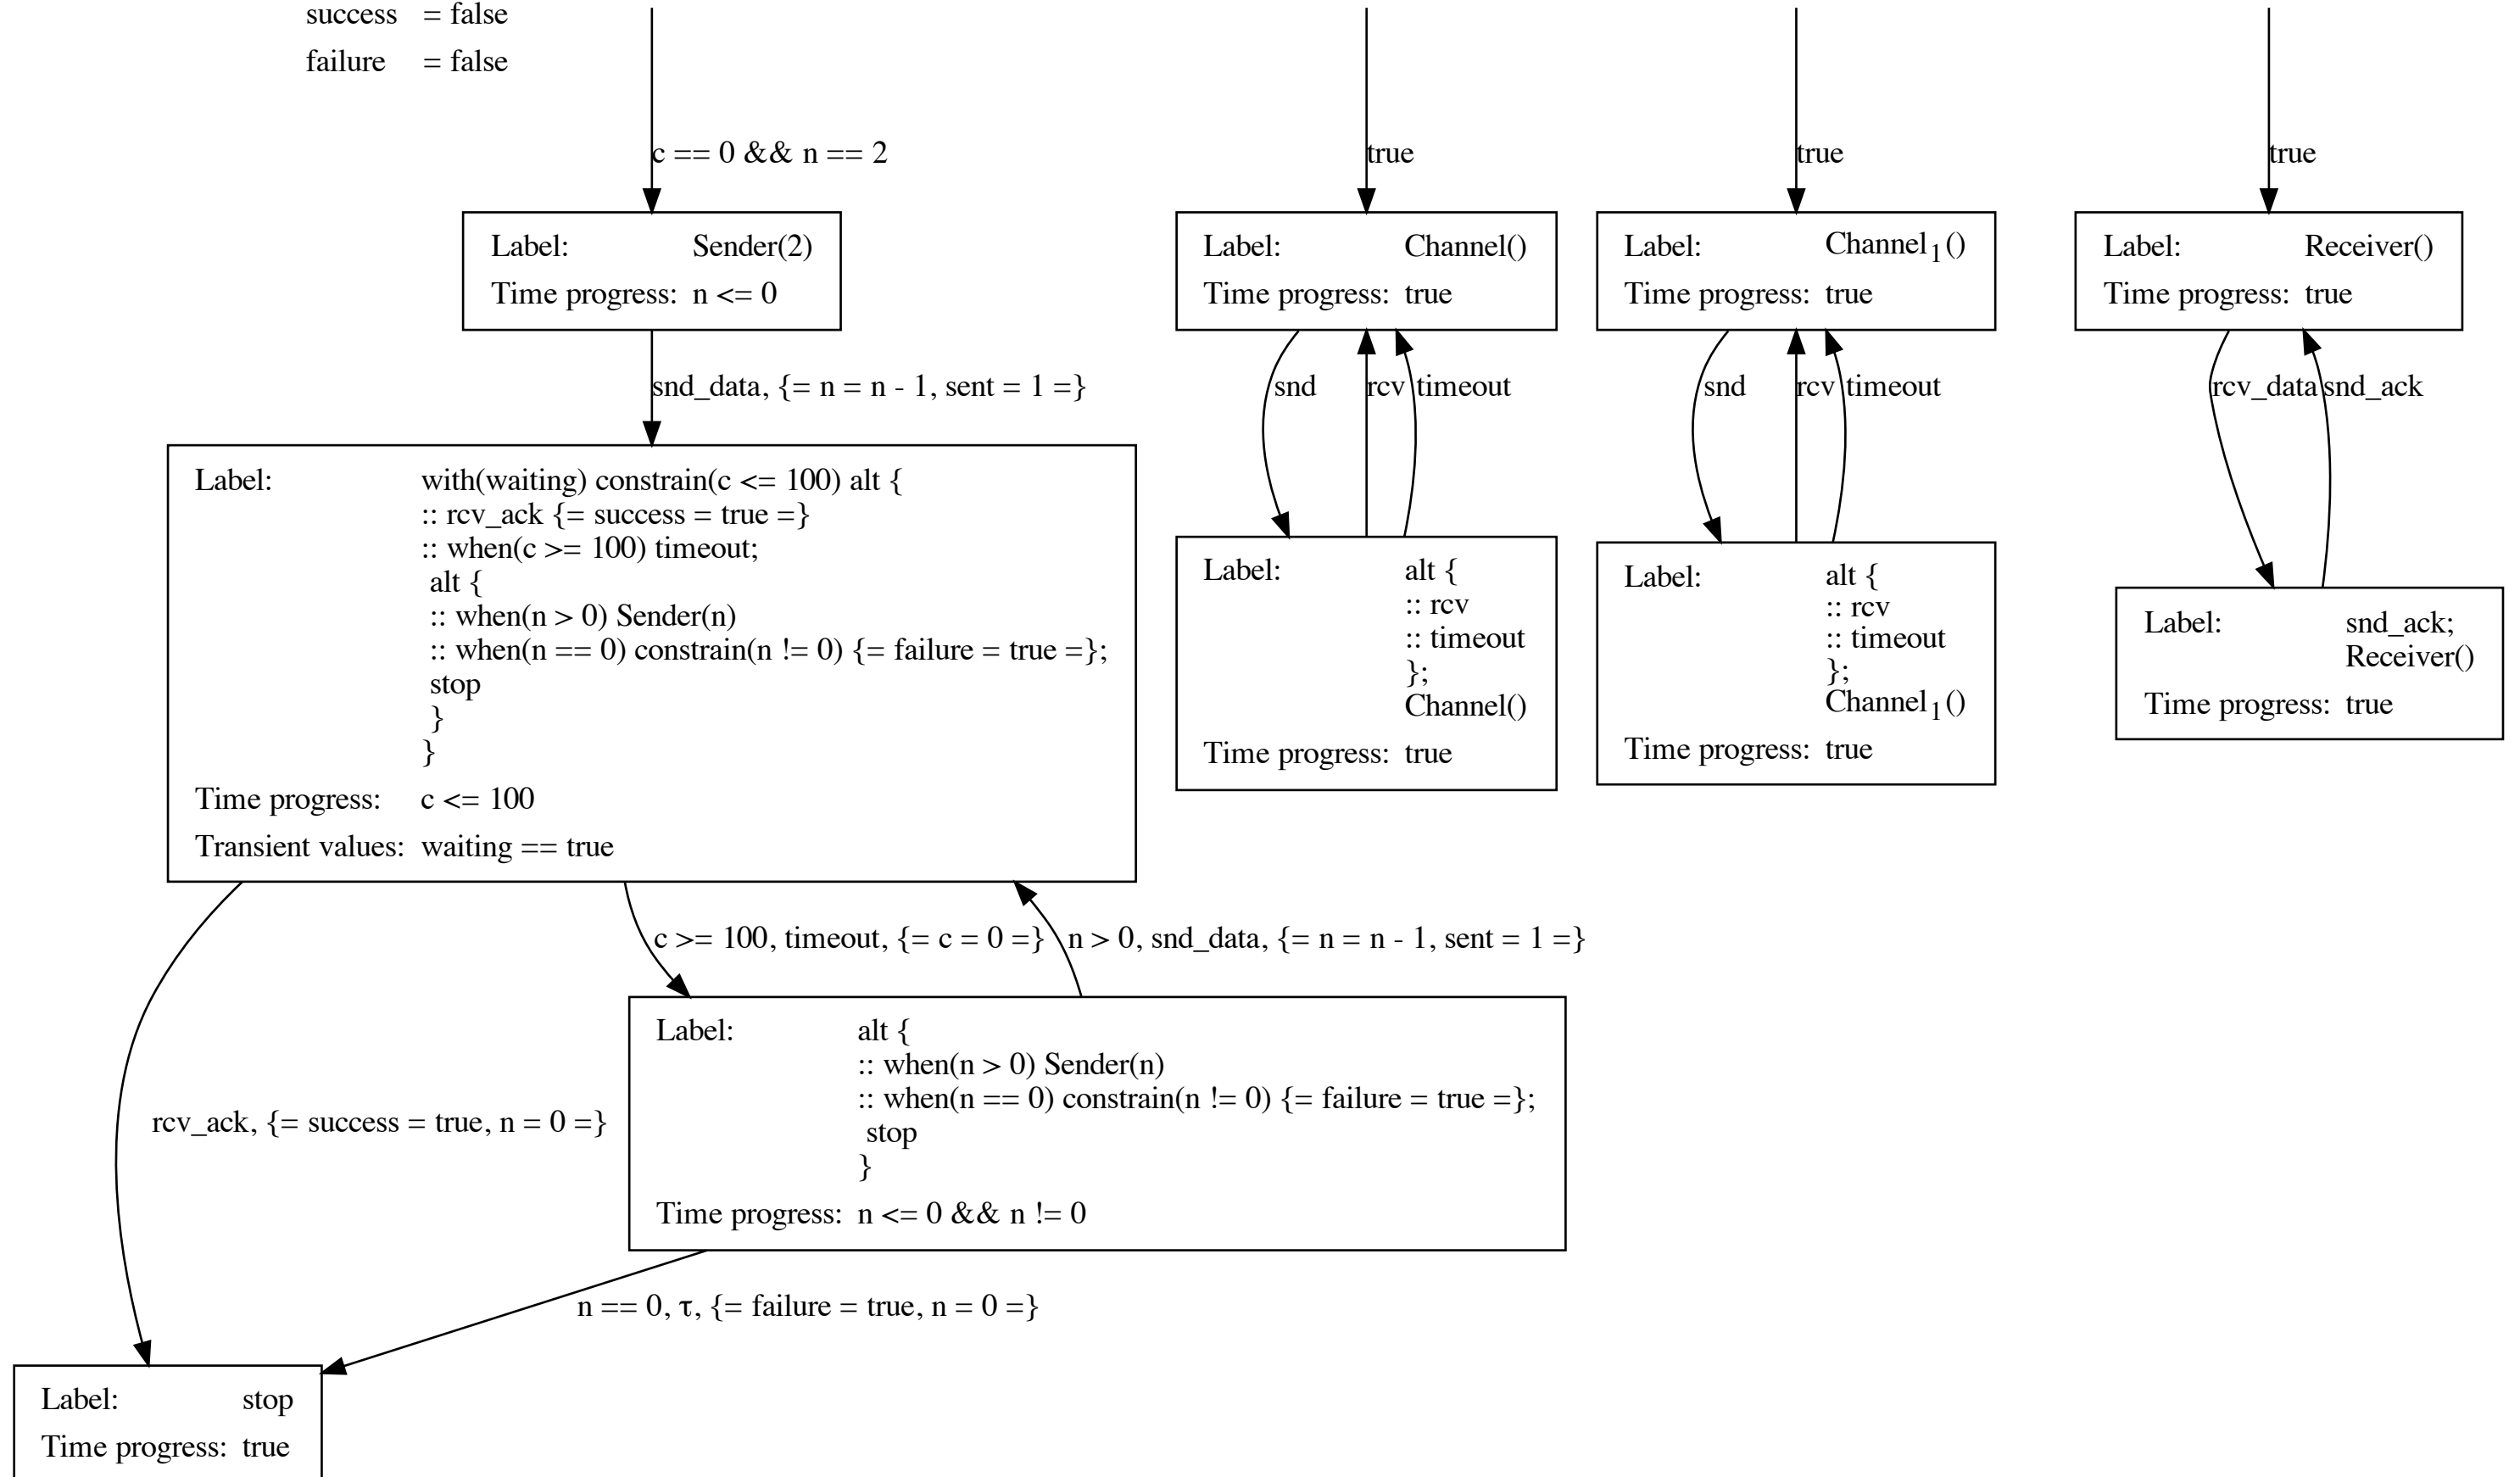 success = false
failure = false
c == 0 && n == 2
true
true
true
Label: Sender(2)
Time progress: n <= 0
Label: Channel()
Time progress: true
Label: Channel1()
Time progress: true
Label: Receiver()
Time progress: true
snd_data, {= n = n - 1, sent = 1 =}
snd
rcv
timeout
snd
rcv
timeout
rcv_data
snd_ack
Label: with(waiting) constrain(c <= 100) alt {
:: rcv_ack {= success = true =}
:: when(c >= 100) timeout;
alt {
:: when(n > 0) Sender(n)
:: when(n == 0) constrain(n != 0) {= failure = true =};
stop
}
}
Time progress: c <= 100
Transient values: waiting == true
Label: alt {
:: rcv
:: timeout
};
Channel()
Time progress: true
Label: alt {
:: rcv
:: timeout
};
Channel1()
Time progress: true
Label: snd_ack;
Receiver()
Time progress: true
c >= 100, timeout, {= c = 0 =}
n > 0, snd_data, {= n = n - 1, sent = 1 =}
rcv_ack, {= success = true, n = 0 =}
Label: alt {
:: when(n > 0) Sender(n)
:: when(n == 0) constrain(n != 0) {= failure = true =};
stop
}
Time progress: n <= 0 && n != 0
n == 0, τ, {= failure = true, n = 0 =}
Label: stop
Time progress: true